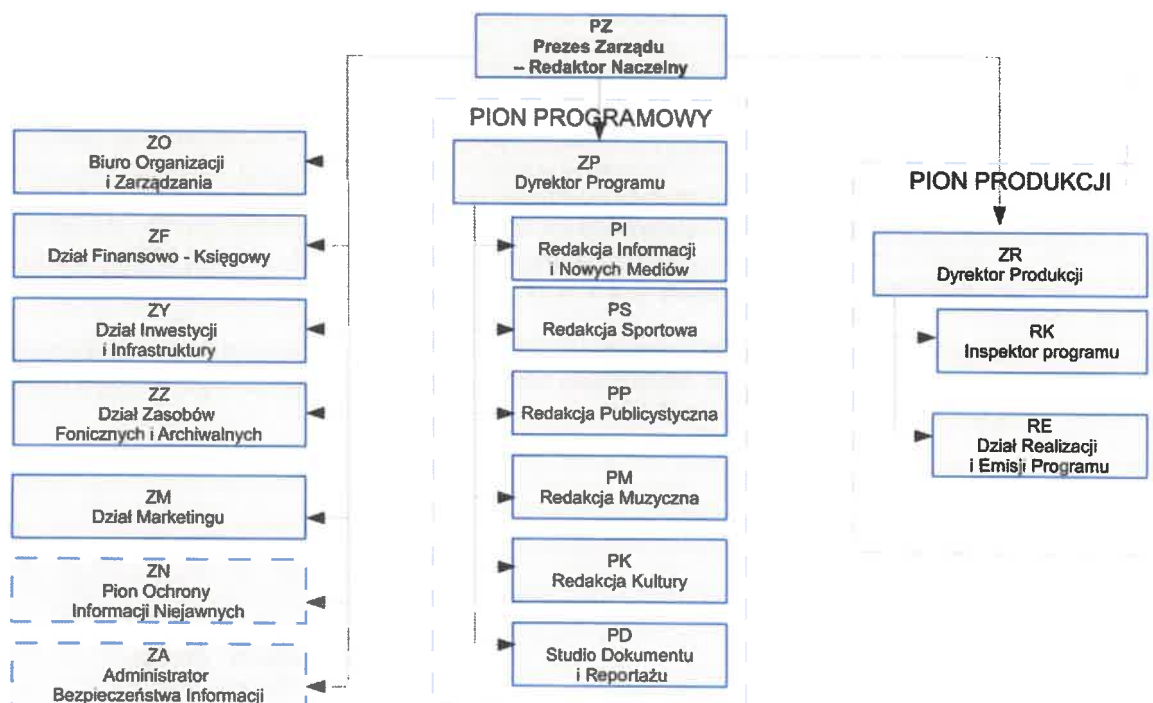 PZ
Prezes Zarządu
– Redaktor Naczelny
ZO
Biuro Organizacji
i Zarządzania
ZF
Dział Finansowo - Księgowy
ZY
Dział Inwestycji
i Infrastruktury
ZZ
Dział Zasobów
Fonicznych i Archiwalnych
ZM
Dział Marketingu
ZN
Pion Ochrony
Informacji Niejawnych
ZA
Administrator
Bezpieczeństwa Informacji
PION PROGRAMOWY
ZP
Dyrektor Programu
PI
Redakcja Informacji
i Nowych Mediów
PS
Redakcja Sportowa
PP
Redakcja Publicystyczna
PM
Redakcja Muzyczna
PK
Redakcja Kultury
PD
Studio Dokumentu
i Reportażu
PION PRODUKCJI
ZR
Dyrektor Produkcji
RK
Inspektor programu
RE
Dział Realizacji
i Emisji Programu